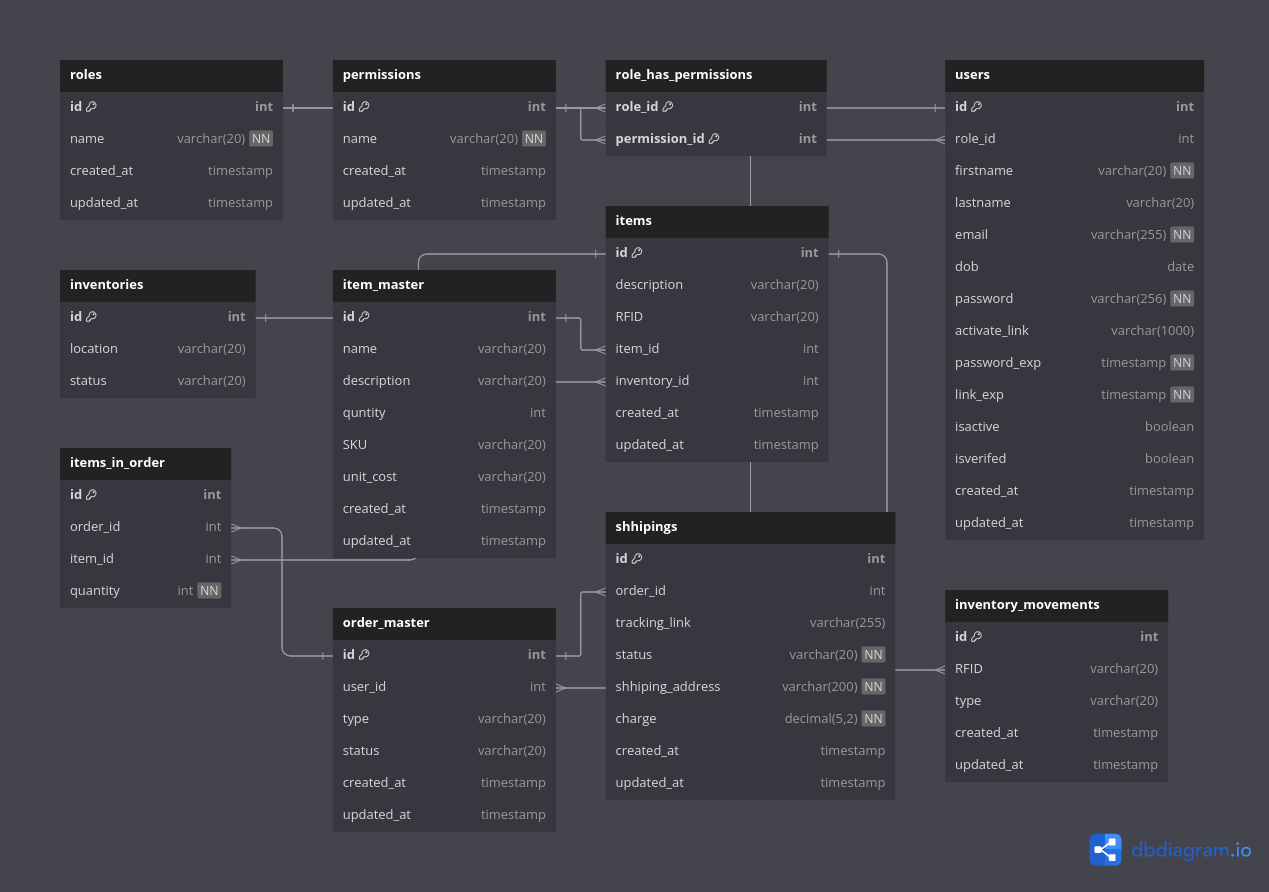 roles
id int
name varchar(20) NN
created_at timestamp
updated_at timestamp
permissions
id int
name varchar(20) NN
created_at timestamp
updated_at timestamp
role_has_permissions
role_id int
permission_id int
users
id int
role_id int
firstname varchar(20) NN
lastname varchar(20)
email varchar(255) NN
dob date
password varchar(256) NN
activate_link varchar(1000)
password_exp timestamp NN
link_exp timestamp NN
isactive boolean
isverifed boolean
created_at timestamp
updated_at timestamp
items
id int
description varchar(20)
RFID varchar(20)
item_id int
inventory_id int
created_at timestamp
updated_at timestamp
inventories
id int
location varchar(20)
status varchar(20)
item_master
id int
name varchar(20)
description varchar(20)
quntity int
SKU varchar(20)
unit_cost varchar(20)
created_at timestamp
updated_at timestamp
items_in_order
id int
order_id int
item_id int
quantity int NN
shhipings
id int
order_id int
tracking_link varchar(255)
status varchar(20) NN
shhiping_address varchar(200) NN
charge decimal(5,2) NN
created_at timestamp
updated_at timestamp
order_master
id int
user_id int
type varchar(20)
status varchar(20)
created_at timestamp
updated_at timestamp
inventory_movements
id int
RFID varchar(20)
type varchar(20)
created_at timestamp
updated_at timestamp
dbdiagram.io